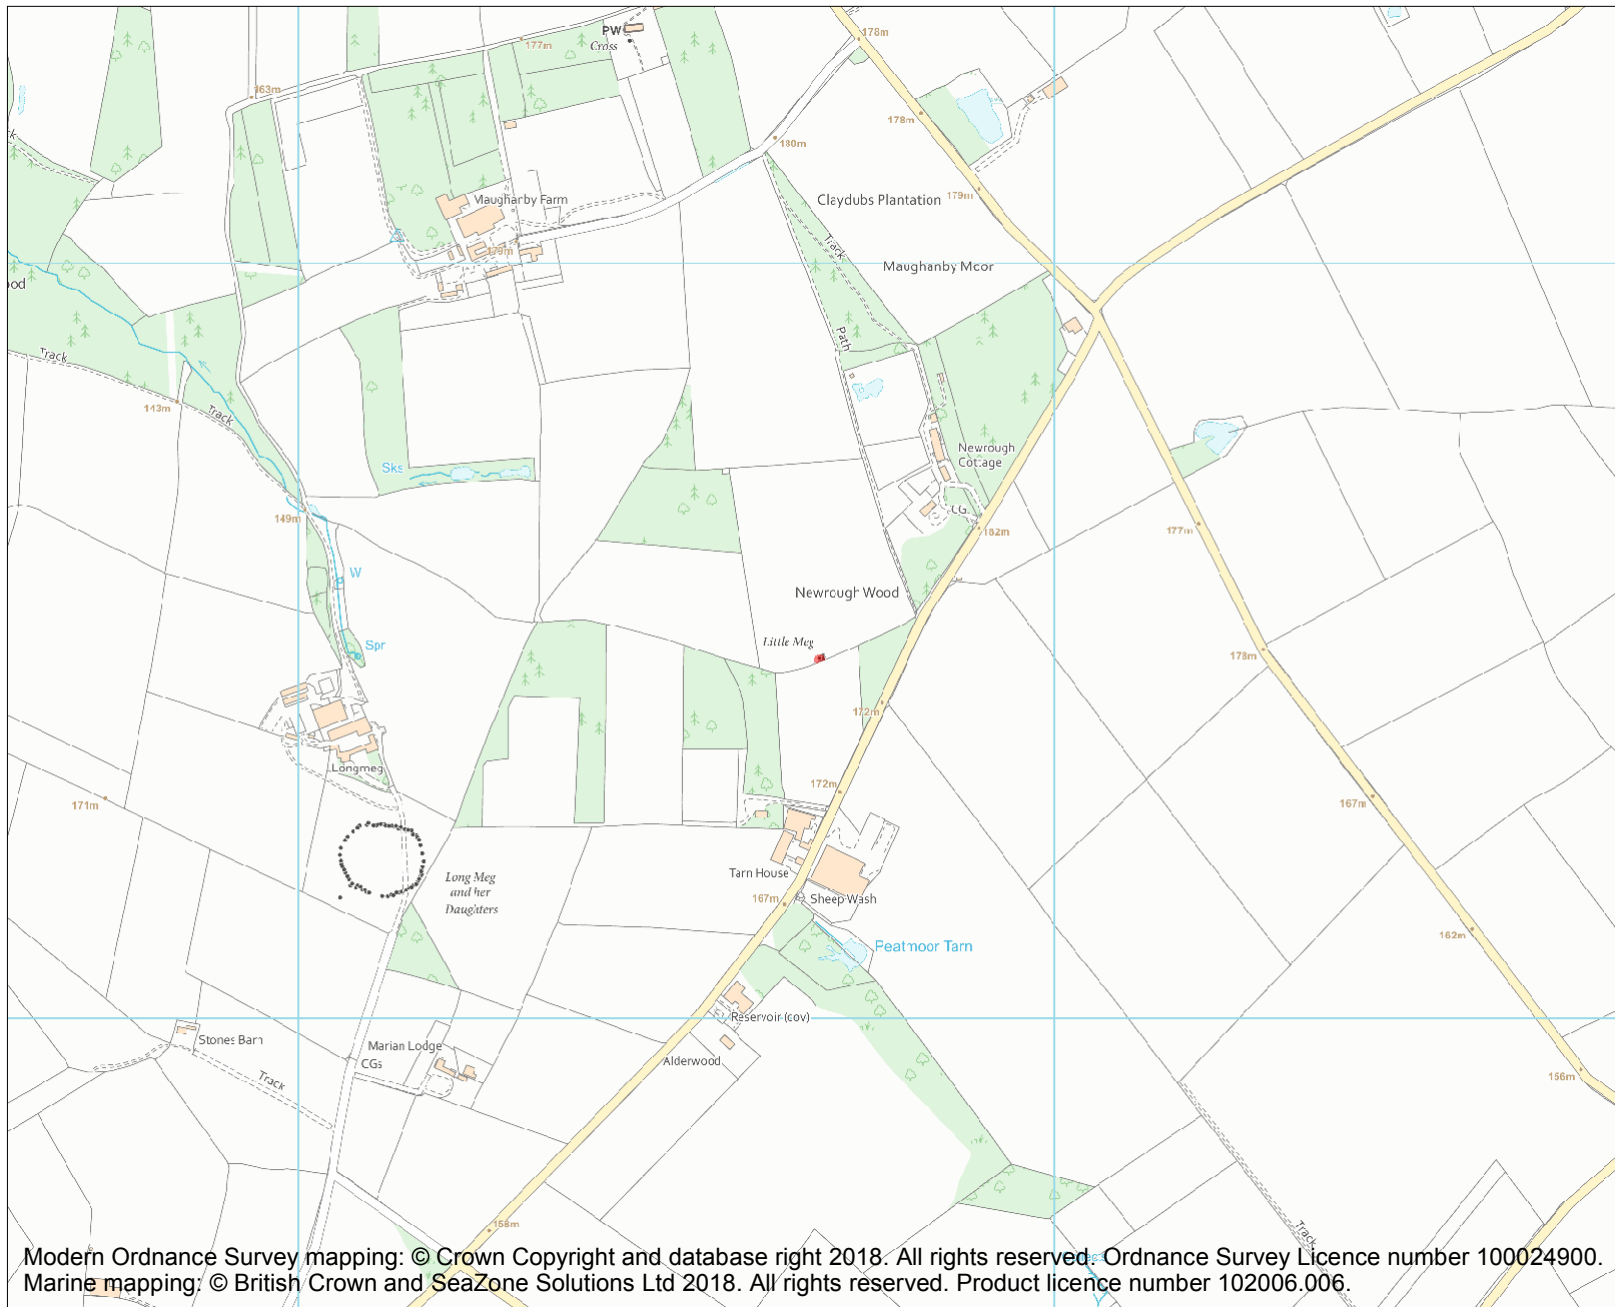 PW
Cross
177m
178m
163m
178m
180m
Maughanby Farm
Claydubs Plantation
179m
Track
179m
Maughanby Moor
ood
Track
Path
143m
Track
Newrough
Cottage
Sks
CG
149m
182m
177m
W
Newrough Wood
Little Meg
Spr
178m
172m
Longmeg
172m
171m
167m
Long Meg
and her
Daughters
Tarn House
Sheep Wash
167m
Peatmoor Tarn
162m
Reservoir (cov)
Stones Barn
Marian Lodge
CGs
Alderwood
Track
156m
158m
Track
Modern Ordnance Survey mapping: © Crown Copyright and database right 2018. All rights reserved. Ordnance Survey Licence number 100024900.
Marine mapping: © British Crown and SeaZone Solutions Ltd 2018. All rights reserved. Product licence number 102006.006.